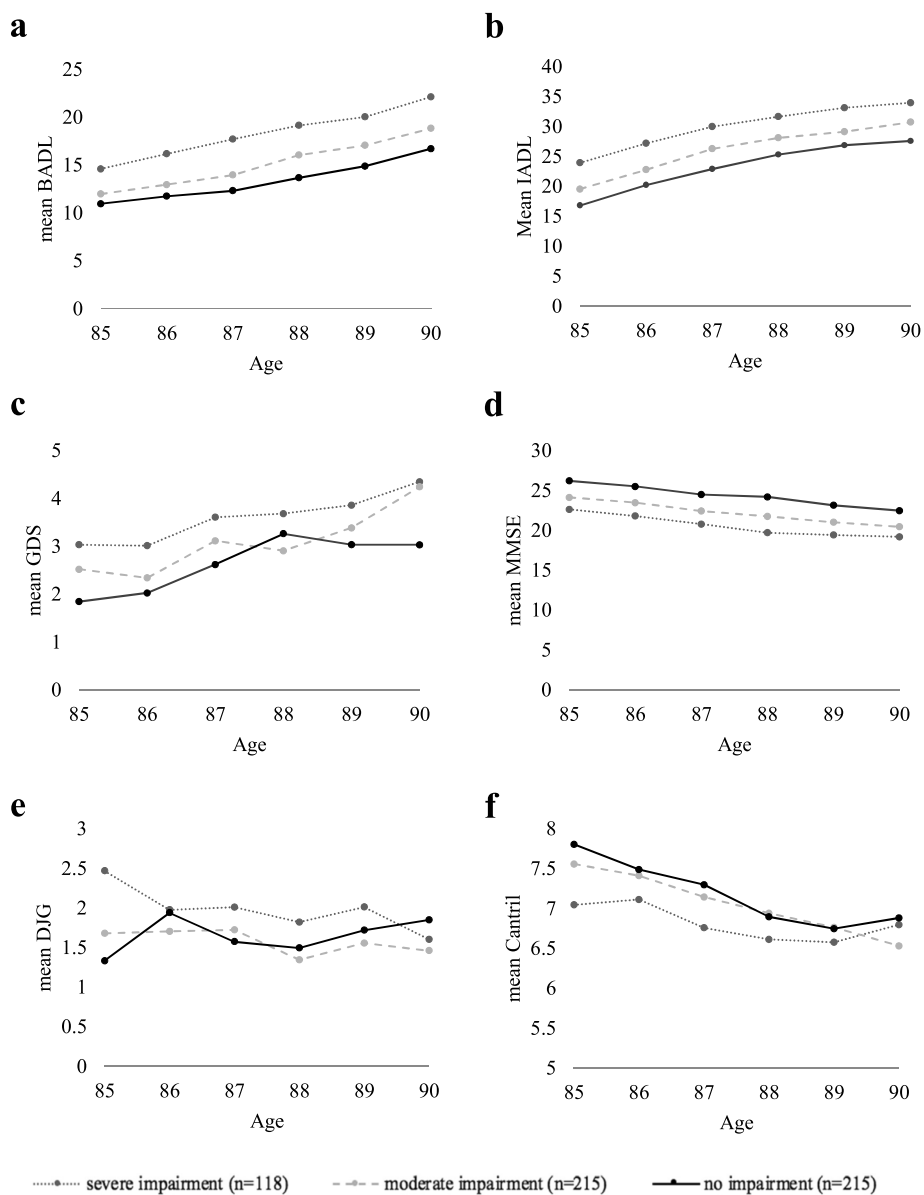 a
25
20
15
10
5
0
mean BADL
85 86 87 88 89 90
Age
b
40
35
30
25
20
15
10
5
0
Mean IADL
85 86 87 88 89 90
Age
c
5
4
3
2
1
0
mean GDS
85 86 87 88 89 90
Age
d
30
25
20
15
10
5
0
mean MMSE
85 86 87 88 89 90
Age
e
3
2.5
2
1.5
1
0.5
0
mean DJG
85 86 87 88 89 90
Age
f
8
7.5
7
6.5
6
5.5
5
mean Cantril
85 86 87 88 89 90
Age
severe impairment (n=118) moderate impairment (n=215) no impairment (n=215)